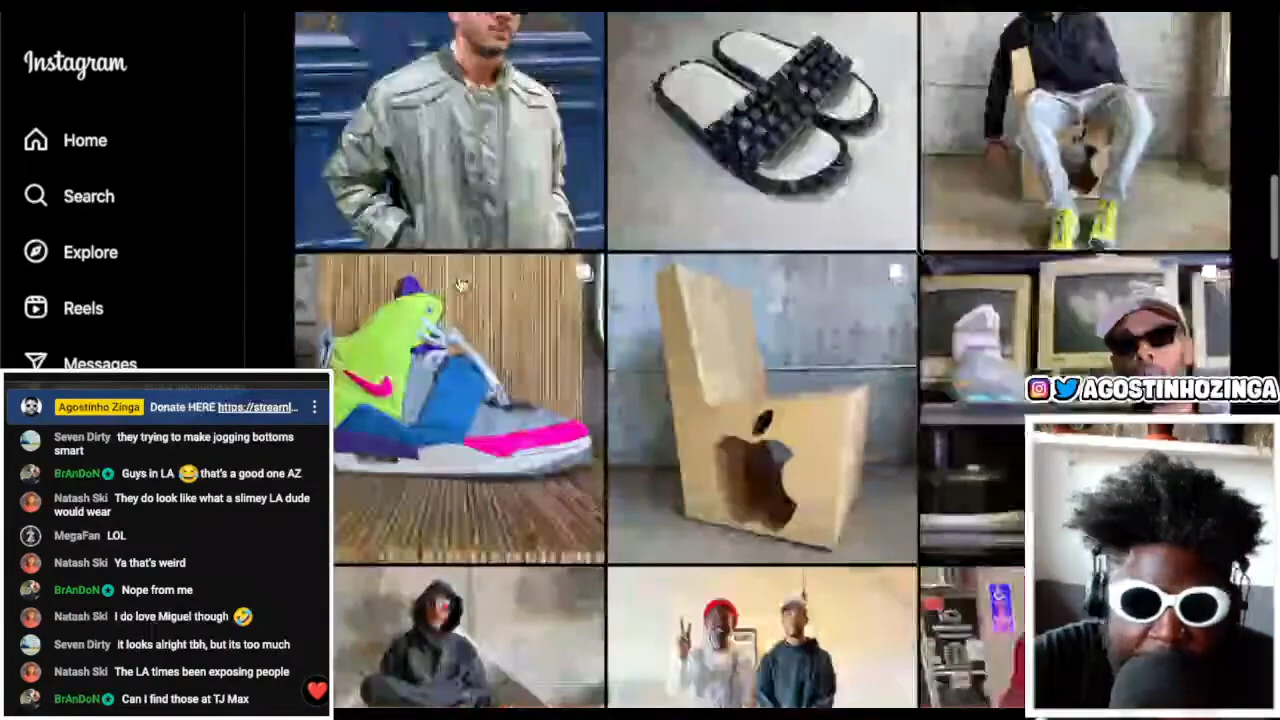 Instagram
Home
Search
Explore
Reels
Messages
Agostinho Zinga Donate HERE https://streaml...
Seven Dirty they trying to make jogging bottoms
smart
BrAnDoN Guys in LA 😂 that's a good one AZ
Natash Ski They do look like what a slimey LA dude
would wear
MegaFan LOL
Natash Ski Ya that's weird
BrAnDoN Nope from me
Natash Ski I do love Miguel though 🤣
Seven Dirty it looks alright tbh, but its too much
Natash Ski The LA times been exposing people
BrAnDoN Can I find those at TJ Max
AGOSTINHOZINGA